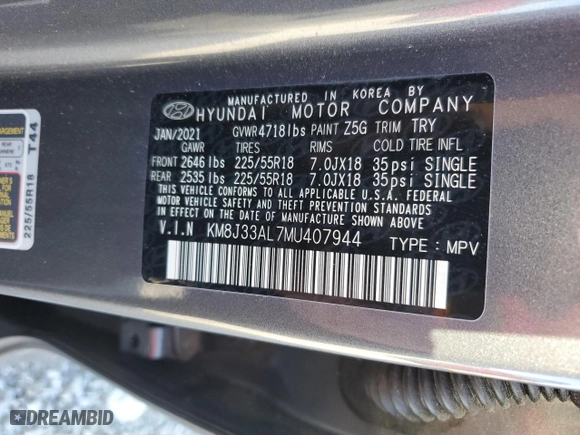 MANUFACTURED IN KOREA BY
HYUNDAI MOTOR COMPANY
JAN/2021 GVWR 4718lbs PAINT Z5G TRIM TRY
GAWR TIRES RIMS COLD TIRE INFL
FRONT 2646 lbs 225/55R18 7.0JX18 35psi SINGLE
REAR 2535 lbs 225/55R18 7.0JX18 35psi SINGLE
THIS VEHICLE CONFORMS TO ALL APPLICABLE U.S.A. FEDERAL
MOTOR VEHICLE SAFETY, BUMPER, AND THEFT PREVENTION STANDARDS
IN EFFECT ON THE DATE OF MANUFACTURE SHOWN ABOVE.
V.I.N KM8J33AL7MU407944 TYPE : MPV
T44
225/55R18
DREAMBID